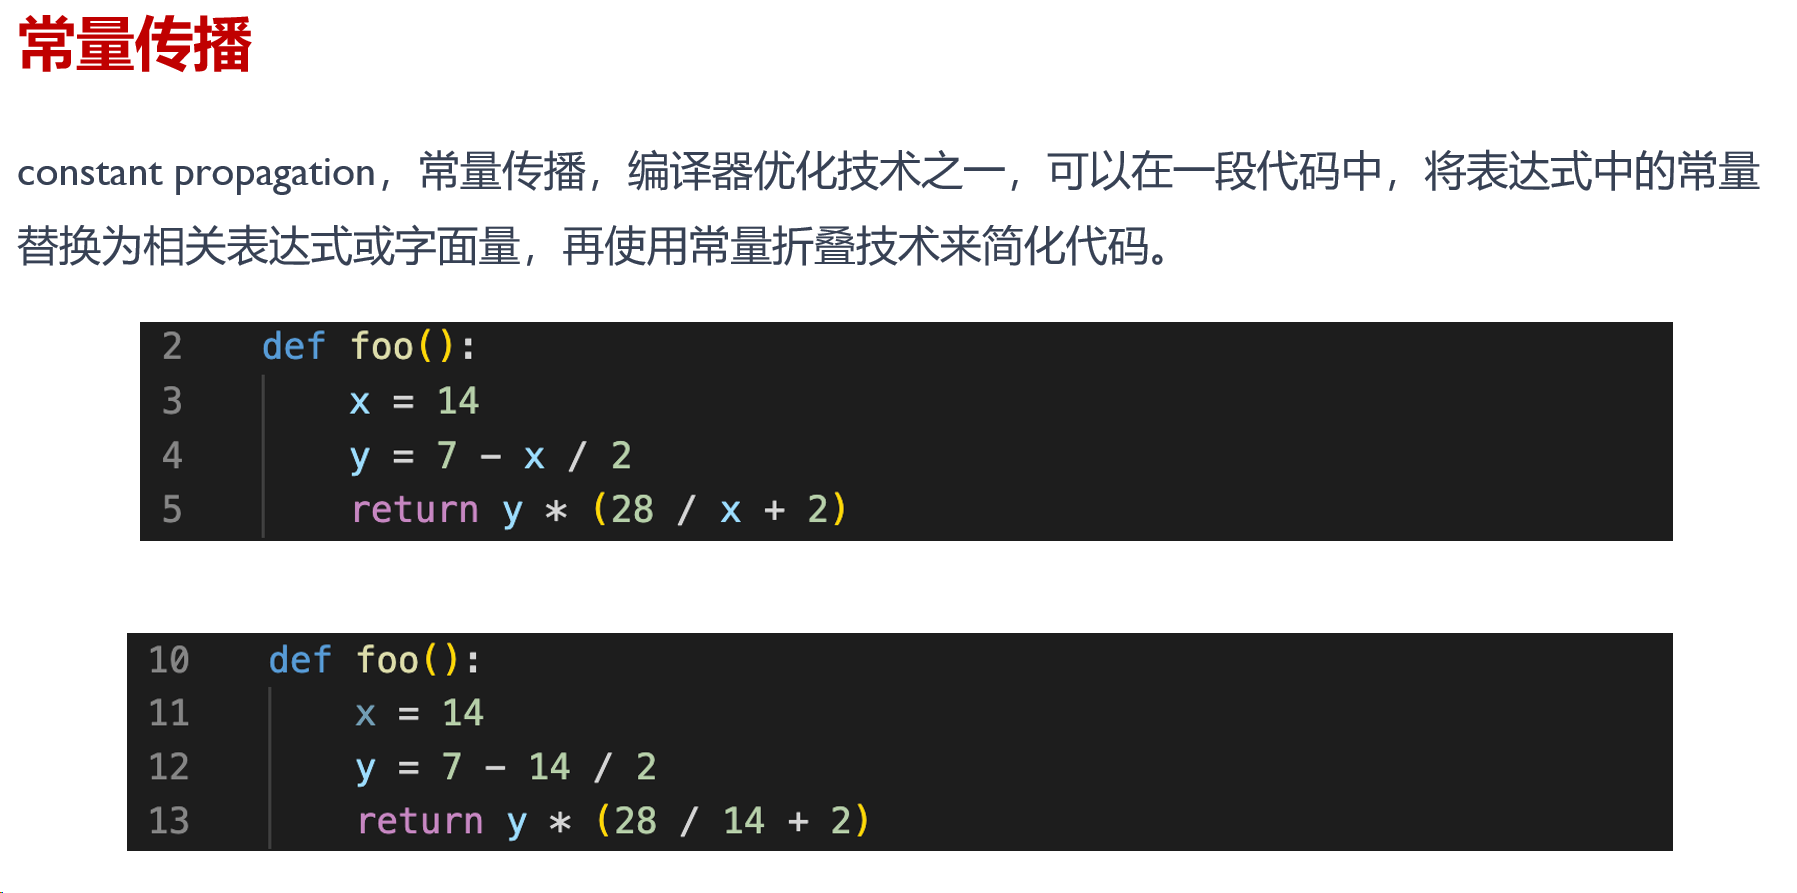 常量传播
constant propagation，常量传播，编译器优化技术之一，可以在一段代码中，将表达式中的常量
替换为相关表达式或字面量，再使用常量折叠技术来简化代码。
2 def foo():
3 x = 14
4 y = 7 - x / 2
5 return y * (28 / x + 2)
10 def foo():
11 x = 14
12 y = 7 - 14 / 2
13 return y * (28 / 14 + 2)